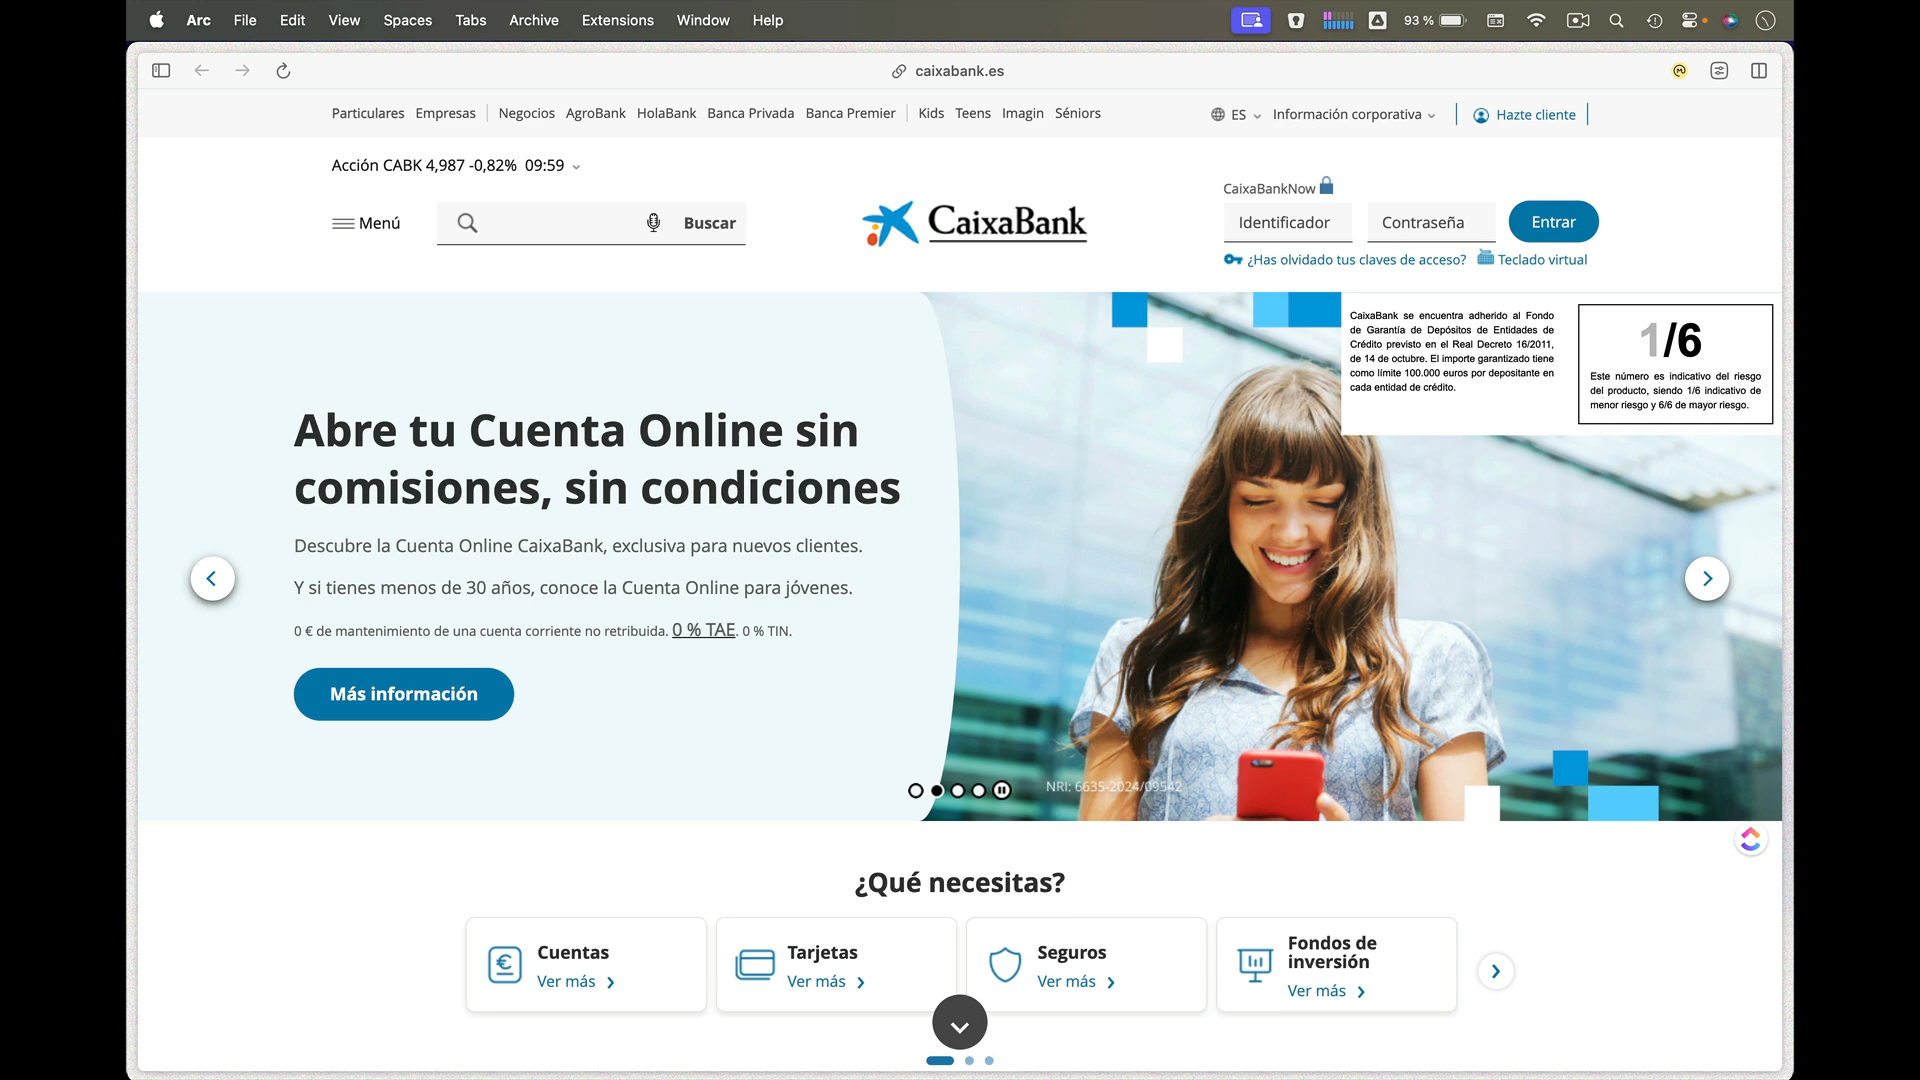 Arc File Edit View Spaces Tabs Archive Extensions Window Help 93 %
caixabank.es
Particulares Empresas Negocios AgroBank HolaBank Banca Privada Banca Premier Kids Teens Imagin Séniors ES Información corporativa Hazte cliente
Acción CABK 4,987 -0,82% 09:59
CaixaBankNow
Menú Buscar CaixaBank Identificador Contraseña Entrar
¿Has olvidado tus claves de acceso? Teclado virtual
CaixaBank se encuentra adherido al Fondo
de Garantía de Depósitos de Entidades de
Crédito previsto en el Real Decreto 16/2011,
de 14 de octubre. El importe garantizado tiene
como límite 100.000 euros por depositante en
cada entidad de crédito.
1/6
Este número es indicativo del riesgo
del producto, siendo 1/6 indicativo de
menor riesgo y 6/6 de mayor riesgo.
Abre tu Cuenta Online sin
comisiones, sin condiciones
Descubre la Cuenta Online CaixaBank, exclusiva para nuevos clientes.
Y si tienes menos de 30 años, conoce la Cuenta Online para jóvenes.
0 € de mantenimiento de una cuenta corriente no retribuida. 0 % TAE. 0 % TIN.
Más información
NRI: 6635-2024/09542
¿Qué necesitas?
Cuentas
Ver más
Tarjetas
Ver más
Seguros
Ver más
Fondos de
inversión
Ver más